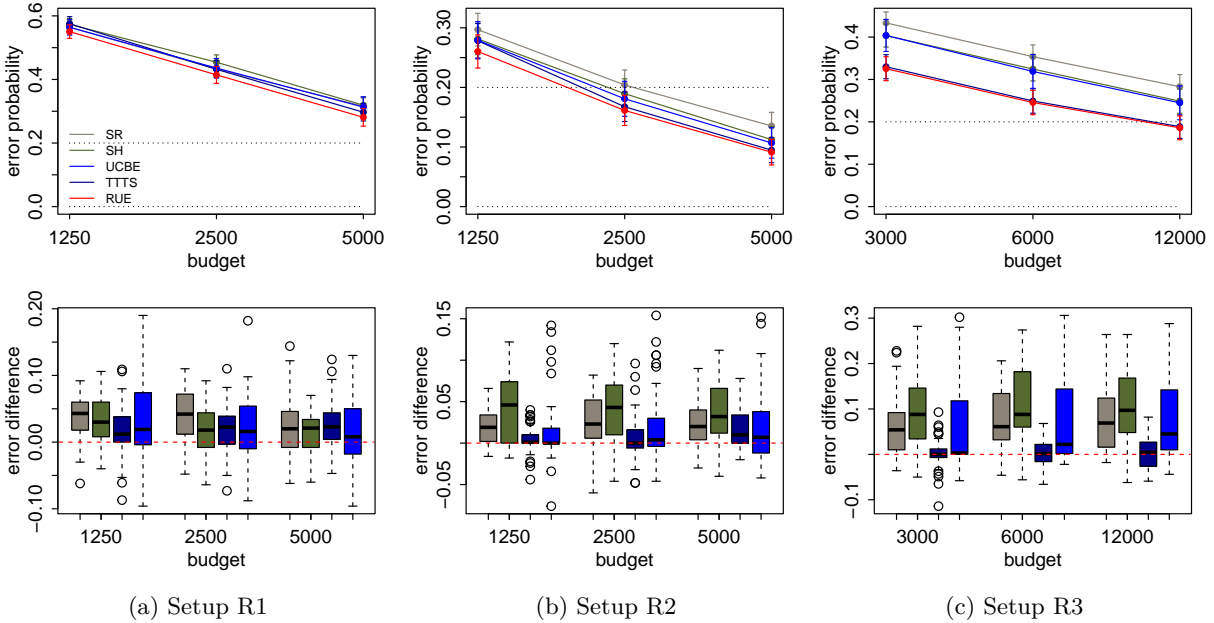 error probability
0.0
0.2
0.4
0.6
SR
SH
UCBE
TTTS
RUE
1250
2500
5000
budget
error probability
0.00
0.10
0.20
0.30
1250
2500
5000
budget
error probability
0.0
0.1
0.2
0.3
0.4
3000
6000
12000
budget
error difference
−0.10
0.00
0.10
0.20
1250
2500
5000
budget
error difference
−0.05
0.05
0.15
1250
2500
5000
budget
error difference
−0.1
0.1
0.2
0.3
3000
6000
12000
budget
(a) Setup R1
(b) Setup R2
(c) Setup R3